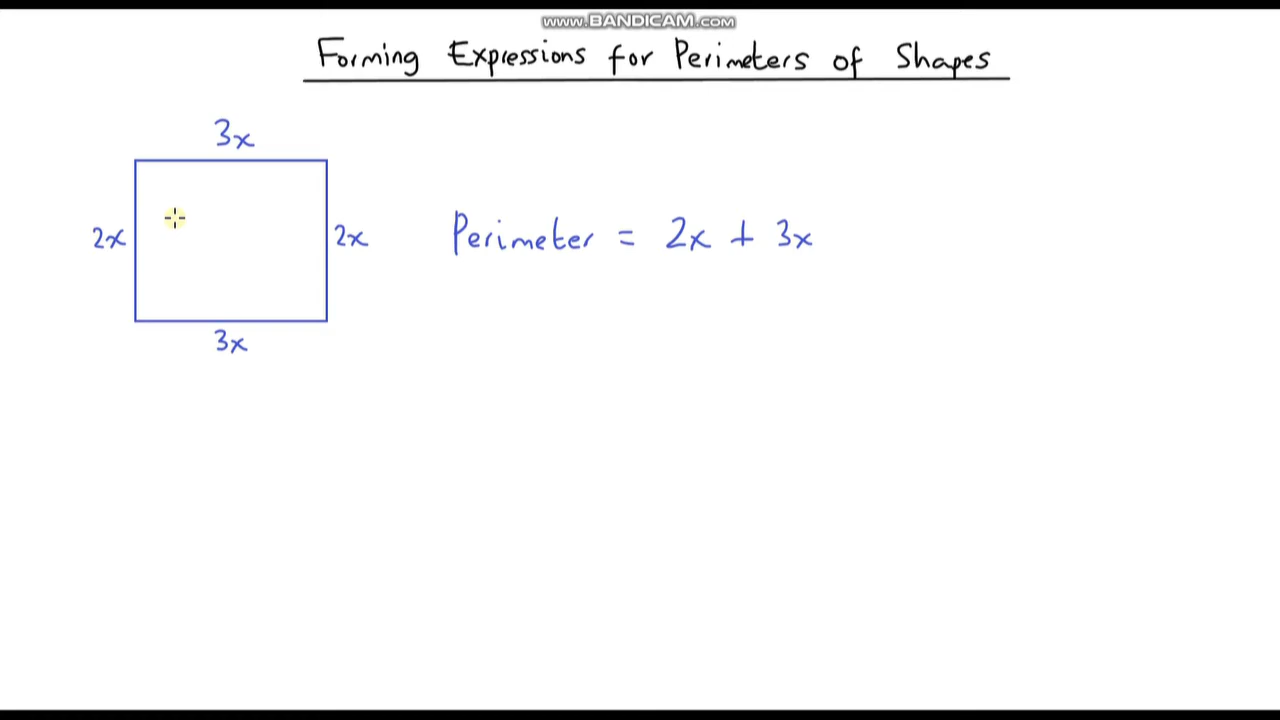 www.BANDICAM.com
Forming Expressions for Perimeters of Shapes
3x
2x
2x
Perimeter = 2x + 3x
3x